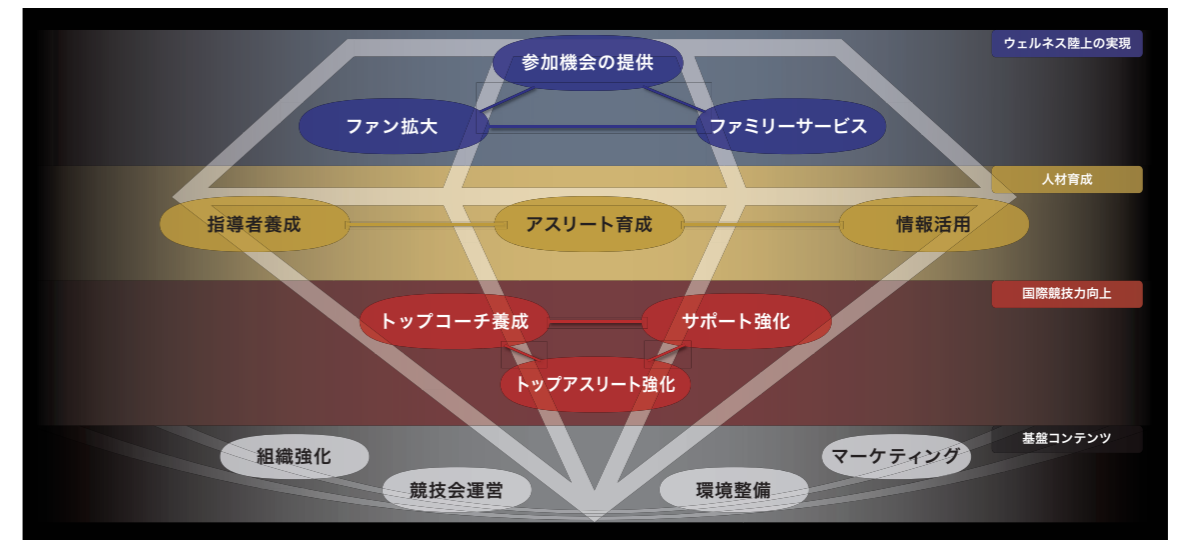 ウェルネス陸上の実現
参加機会の提供
ファン拡大
ファミリーサービス
人材育成
指導者養成
アスリート育成
情報活用
国際競技力向上
トップコーチ養成
サポート強化
トップアスリート強化
基盤コンテンツ
組織強化
マーケティング
競技会運営
環境整備